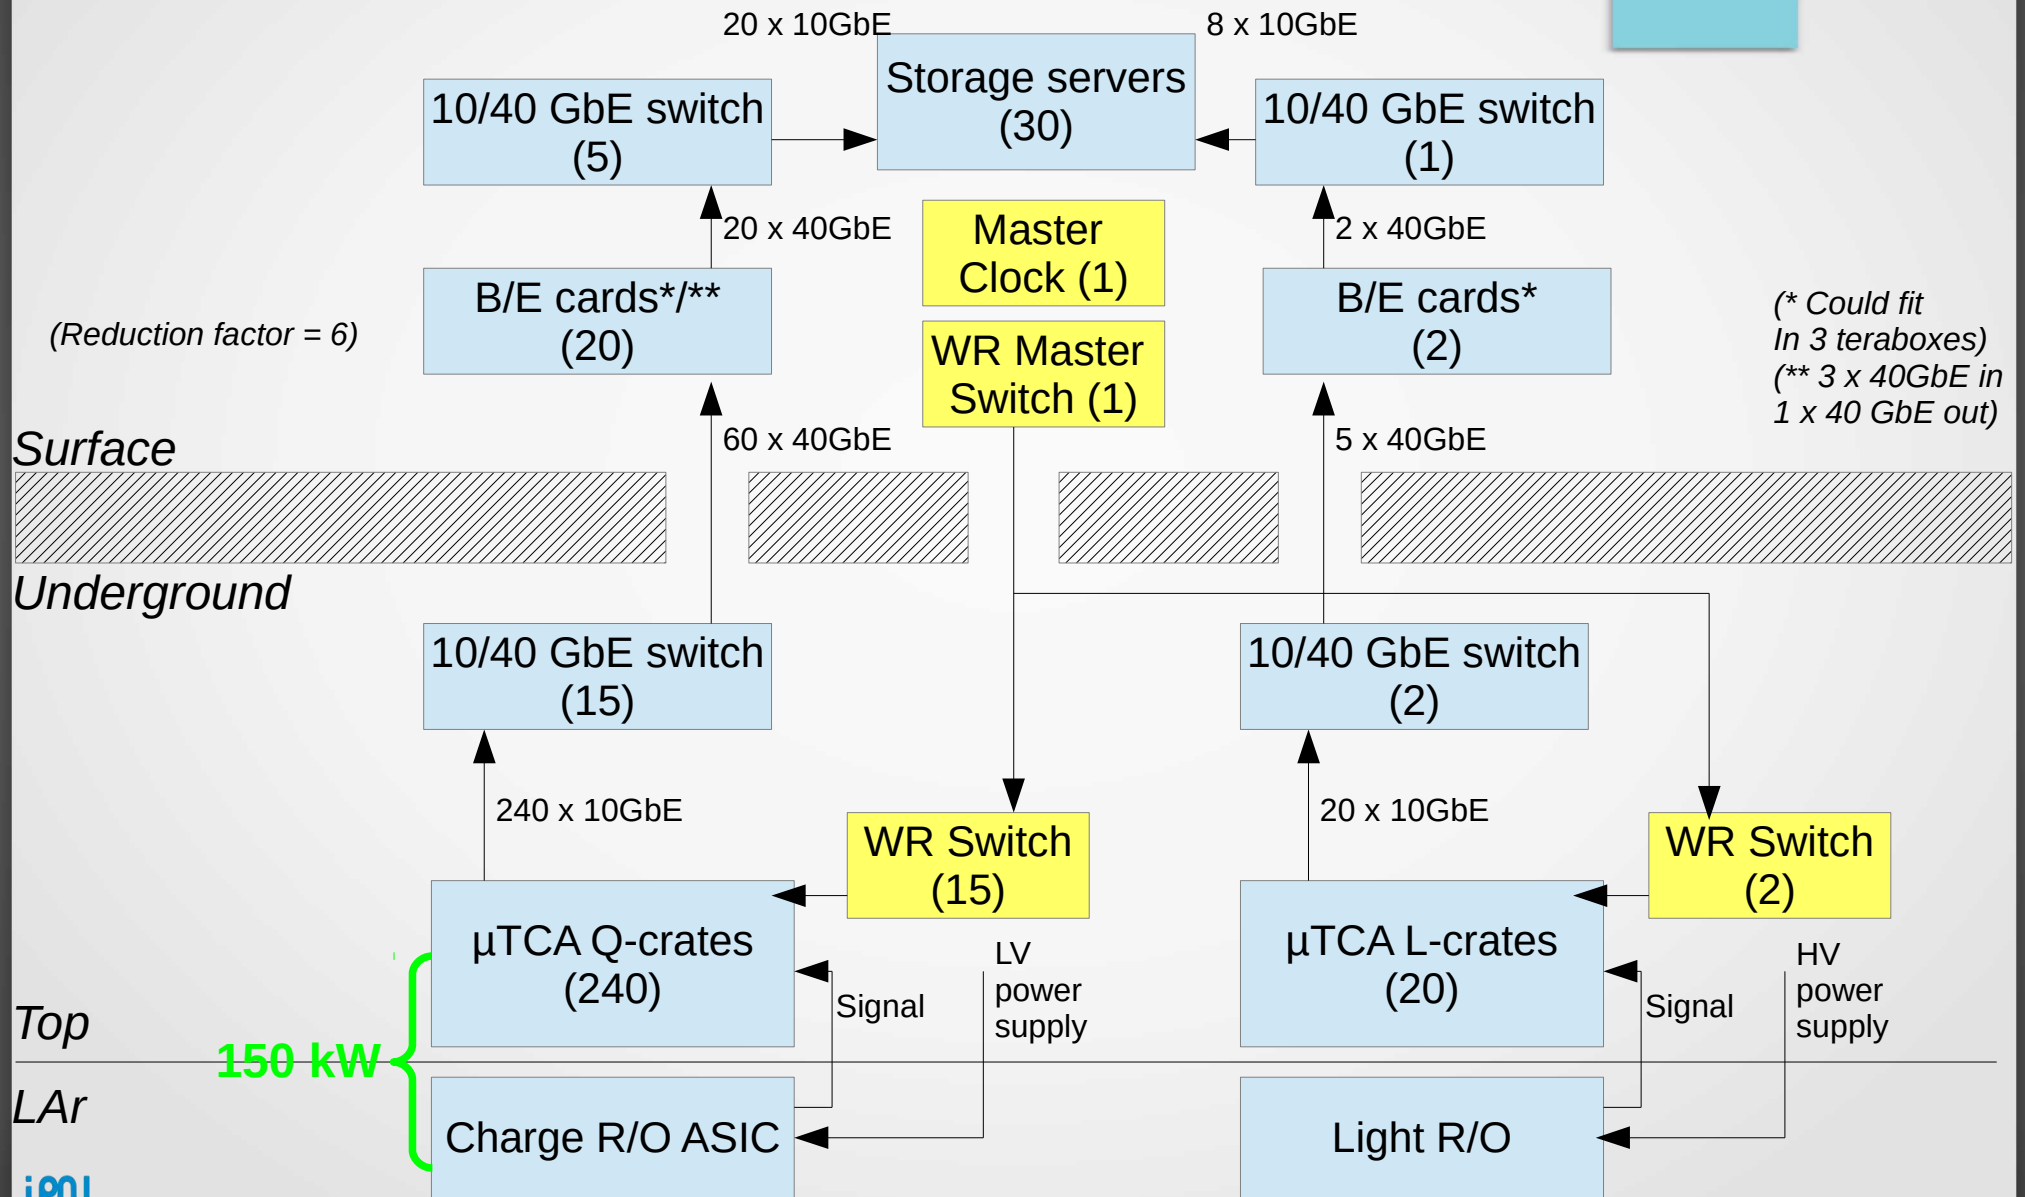 20 x 10GbE
8 x 10GbE
Storage servers
(30)
10/40 GbE switch
(5)
10/40 GbE switch
(1)
20 x 40GbE
Master
Clock (1)
2 x 40GbE
B/E cards*/**
(20)
B/E cards*
(2)
(Reduction factor = 6)
WR Master
Switch (1)
(* Could fit
In 3 teraboxes)
(** 3 x 40GbE in
1 x 40 GbE out)
Surface
60 x 40GbE
5 x 40GbE
Underground
10/40 GbE switch
(15)
10/40 GbE switch
(2)
240 x 10GbE
20 x 10GbE
WR Switch
(15)
WR Switch
(2)
µTCA Q-crates
(240)
µTCA L-crates
(20)
LV
power
supply
HV
power
supply
Signal
Signal
Top
150 kW
LAr
Charge R/O ASIC
Light R/O